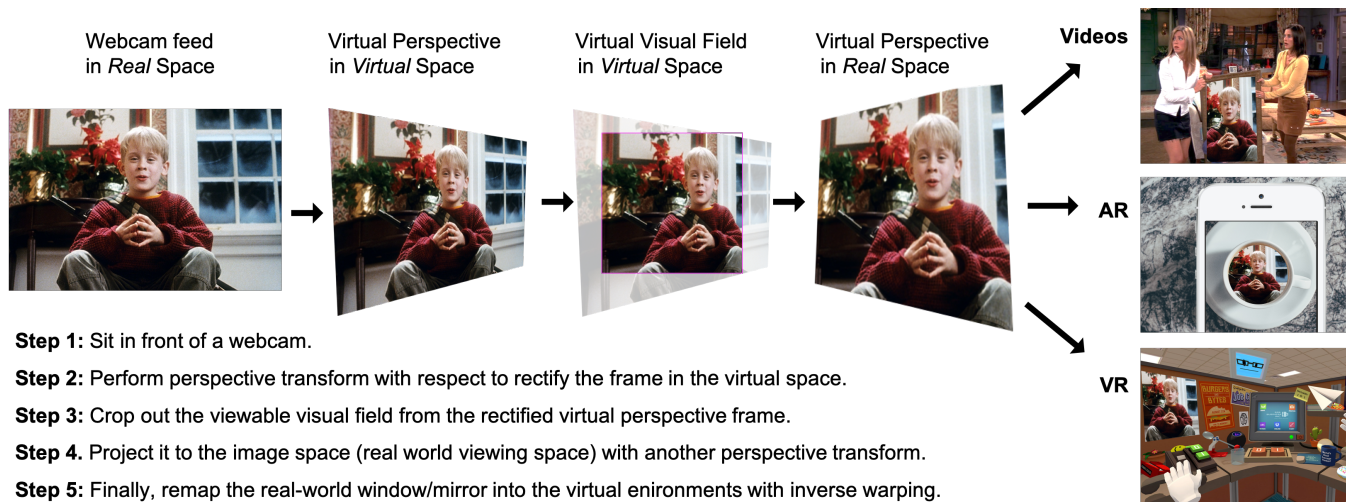 Webcam feed
in Real Space
Virtual Perspective
in Virtual Space
Virtual Visual Field
in Virtual Space
Virtual Perspective
in Real Space
Videos
AR
VR
Step 1: Sit in front of a webcam.
Step 2: Perform perspective transform with respect to rectify the frame in the virtual space.
Step 3: Crop out the viewable visual field from the rectified virtual perspective frame.
Step 4. Project it to the image space (real world viewing space) with another perspective transform.
Step 5: Finally, remap the real-world window/mirror into the virtual enironments with inverse warping.